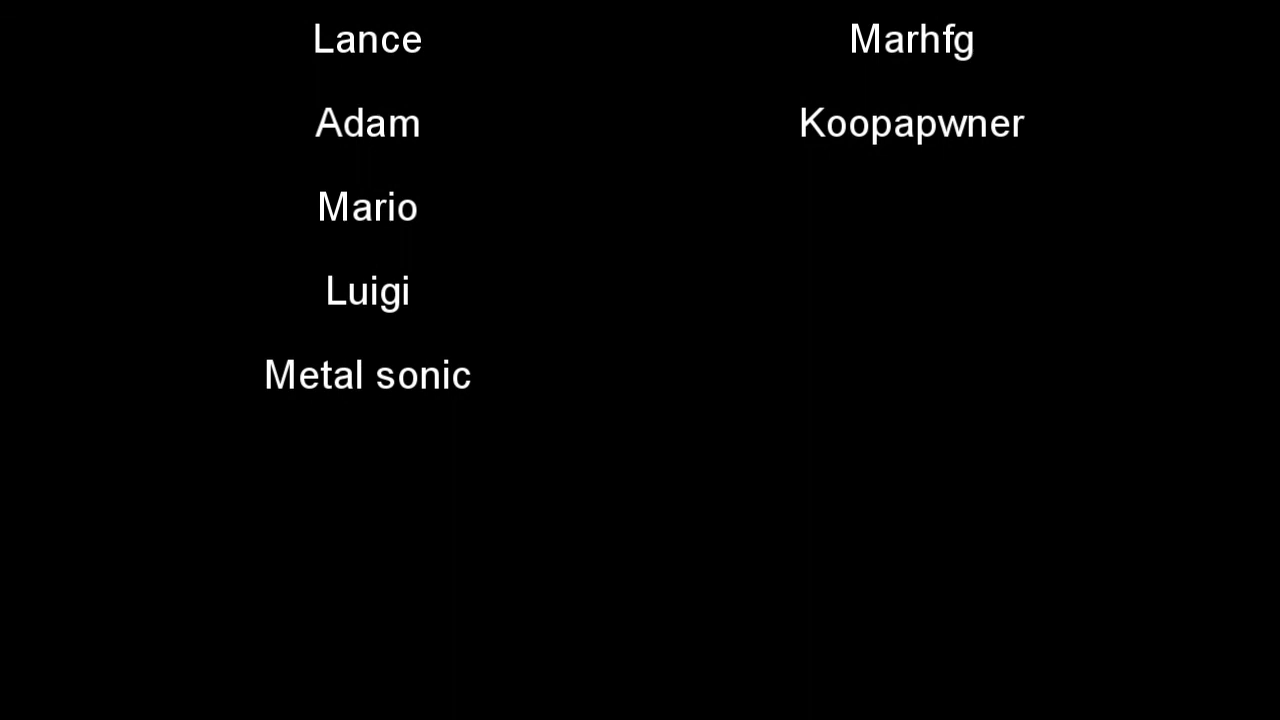 Lance
Marhfg
Adam
Koopapwner
Mario
Luigi
Metal sonic